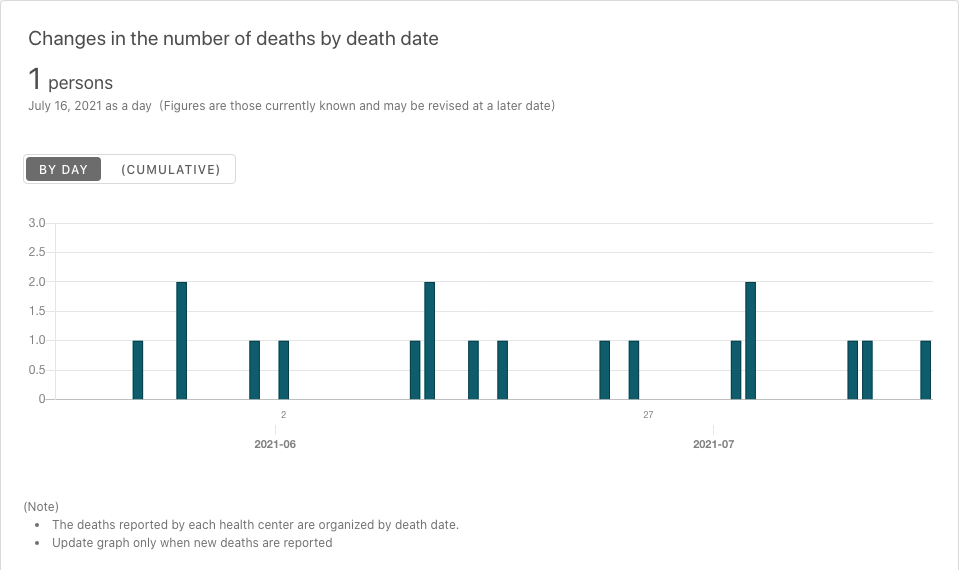 Changes in the number of deaths by death date
1 persons
July 16, 2021 as a day (Figures are those currently known and may be revised at a later date)
BY DAY (CUMULATIVE)
3.0
2.5
2.0
1.5
1.0
0.5
0
2 27
2021-06 2021-07
(Note)
• The deaths reported by each health center are organized by death date.
• Update graph only when new deaths are reported